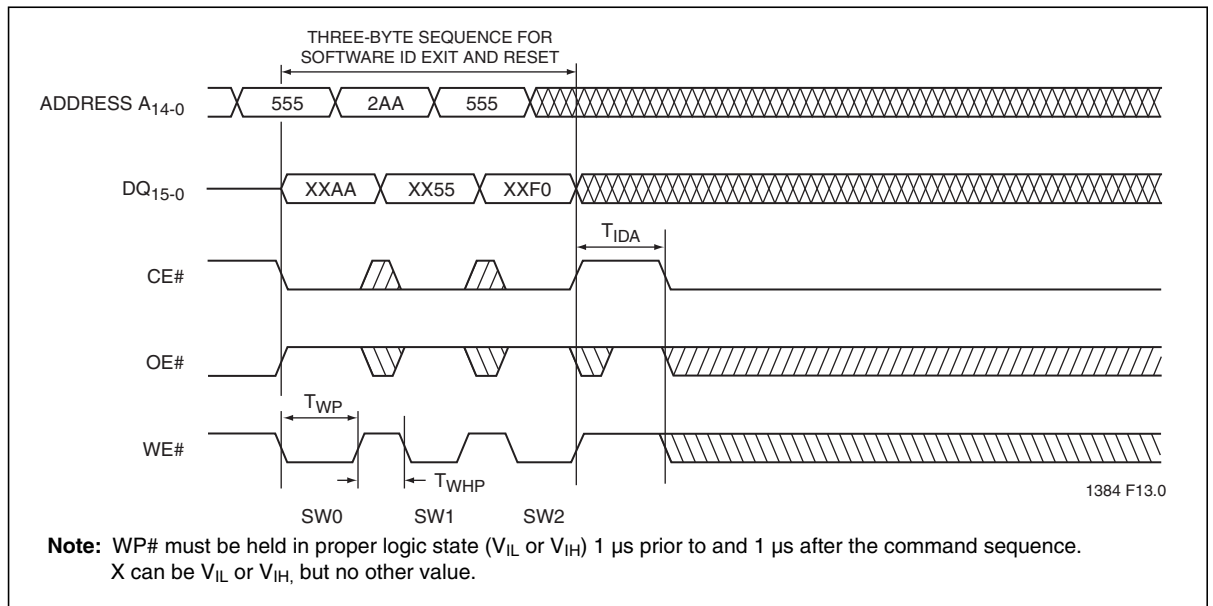 THREE-BYTE SEQUENCE FOR
SOFTWARE ID EXIT AND RESET
ADDRESS A14-0
555
2AA
555
DQ15-0
XXAA
XX55
XXF0
TIDA
CE#
OE#
TWP
WE#
TWHP
1384 F13.0
SW0
SW1
SW2
Note: WP# must be held in proper logic state (VIL or VIH) 1 µs prior to and 1 µs after the command sequence.
X can be VIL or VIH, but no other value.